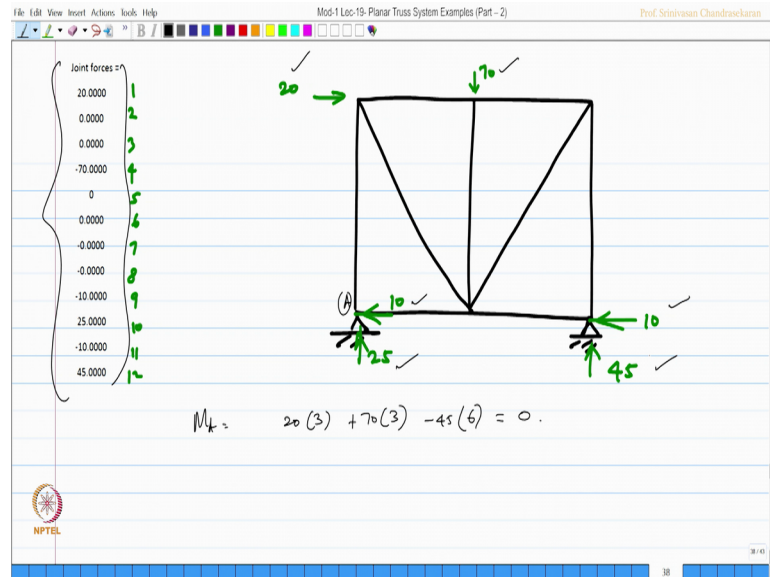 File Edit View Insert Actions Tools Help
Mod-1 Lec-19- Planar Truss System Examples (Part – 2)
Prof. Srinivasan Chandrasekaran
B I
Joint forces =
20.0000 1
0.0000 2
0.0000 3
-70.0000 4
0 5
0.0000 6
-0.0000 7
-0.0000 8
-10.0000 9
25.0000 10
-10.0000 11
45.0000 12
20
70
A
10
10
25
45
MA = 20(3) + 70(3) - 45(6) = 0.
NPTEL
38 / 43
38